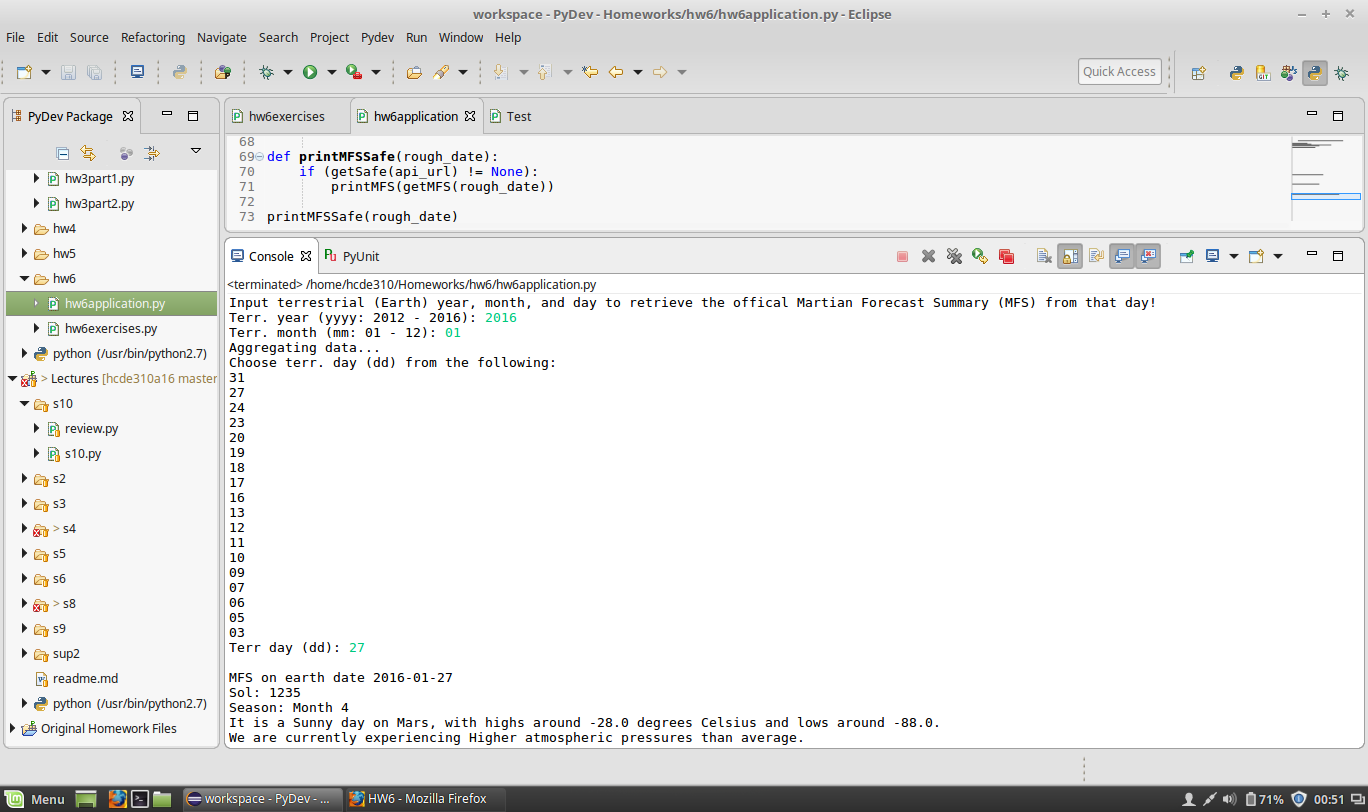 workspace - PyDev - Homeworks/hw6/hw6application.py - Eclipse
File Edit Source Refactoring Navigate Search Project Pydev Run Window Help
Quick Access
PyDev Package
hw3part1.py
hw3part2.py
hw4
hw5
hw6
hw6application.py
hw6exercises.py
python (/usr/bin/python2.7)
> Lectures [hcde310a16 master
s10
review.py
s10.py
s2
s3
> s4
s5
s6
> s8
s9
sup2
readme.md
python (/usr/bin/python2.7)
Original Homework Files
hw6exercises hw6application Test
68
69 def printMFSSafe(rough_date):
70 if (getSafe(api_url) != None):
71 printMFS(getMFS(rough_date))
72
73 printMFSSafe(rough_date)
Console PyUnit
<terminated> /home/hcde310/Homeworks/hw6/hw6application.py
Input terrestrial (Earth) year, month, and day to retrieve the offical Martian Forecast Summary (MFS) from that day!
Terr. year (yyyy: 2012 - 2016): 2016
Terr. month (mm: 01 - 12): 01
Aggregating data...
Choose terr. day (dd) from the following:
31
27
24
23
20
19
18
17
16
13
12
11
10
09
07
06
05
03
Terr day (dd): 27
MFS on earth date 2016-01-27
Sol: 1235
Season: Month 4
It is a Sunny day on Mars, with highs around -28.0 degrees Celsius and lows around -88.0.
We are currently experiencing Higher atmospheric pressures than average.
Menu workspace - PyDev - ... HW6 - Mozilla Firefox 71% 00:51